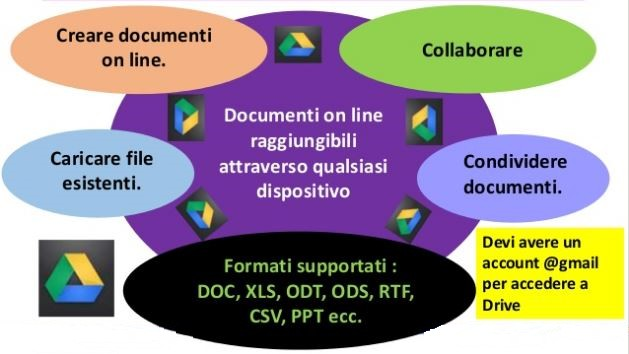 Creare documenti
on line.
Collaborare
Documenti on line
raggiungibili
attraverso qualsiasi
dispositivo
Caricare file
esistenti.
Condividere
documenti.
Formati supportati :
DOC, XLS, ODT, ODS, RTF,
CSV, PPT ecc.
Devi avere un
account @gmail
per accedere a
Drive